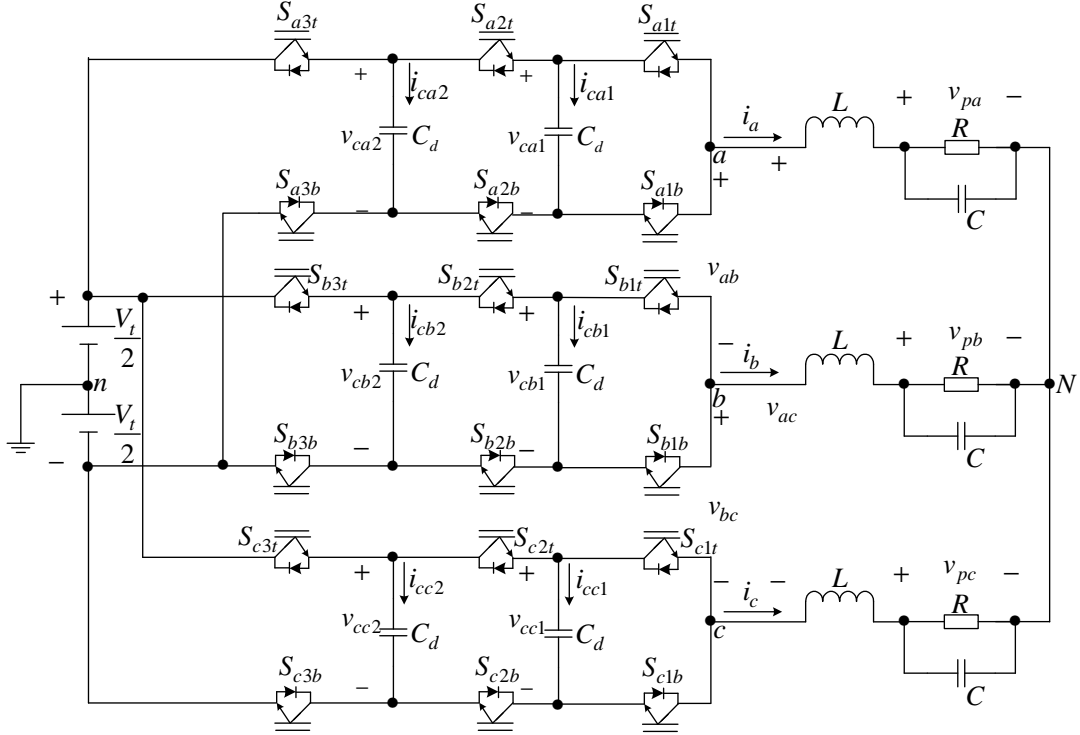 S_{a3t} S_{a2t} S_{a1t}
+ i_{ca2} + i_{ca1}
v_{ca2} C_d v_{ca1} C_d
i_a L + v_{pa} −
a + R
+ C
S_{a3b} − S_{a2b} − S_{a1b}
S_{b3t} S_{b2t} S_{b1t} v_{ab}
+ + i_{cb2} + i_{cb1}
V_t/2 − i_b L + v_{pb} −
v_{cb2} C_d v_{cb1} C_d R
n b + v_{ac} N
V_t/2 C
− S_{b3b} − S_{b2b} − S_{b1b}
v_{bc}
S_{c3t} S_{c2t} S_{c1t}
+ i_{cc2} + i_{cc1} − i_c − L + v_{pc} −
v_{cc2} C_d v_{cc1} C_d c R
C
S_{c3b} − S_{c2b} − S_{c1b}